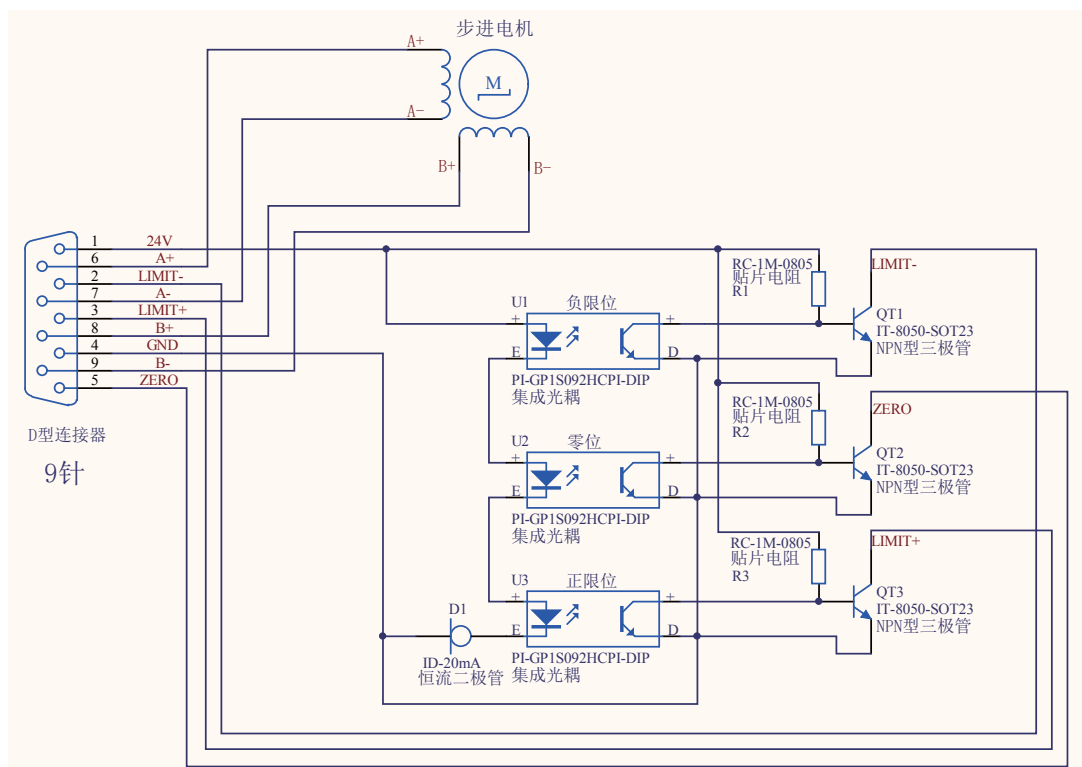 步进电机
A+
M
A-
B+
B-
1 24V
6 A+
2 LIMIT-
7 A-
3 LIMIT+
8 B+
4 GND
9 B-
5 ZERO
D型连接器
9针
RC-1M-0805
贴片电阻
R1
LIMIT-
QT1
IT-8050-SOT23
NPN型三极管
U1 负限位
+ +
E D
PI-GP1S092HCPI-DIP
集成光耦
RC-1M-0805
贴片电阻
R2
ZERO
QT2
IT-8050-SOT23
NPN型三极管
U2 零位
+ +
E D
PI-GP1S092HCPI-DIP
集成光耦
RC-1M-0805
贴片电阻
R3
LIMIT+
QT3
IT-8050-SOT23
NPN型三极管
U3 正限位
+ +
E D
PI-GP1S092HCPI-DIP
集成光耦
D1
ID-20mA
恒流二极管